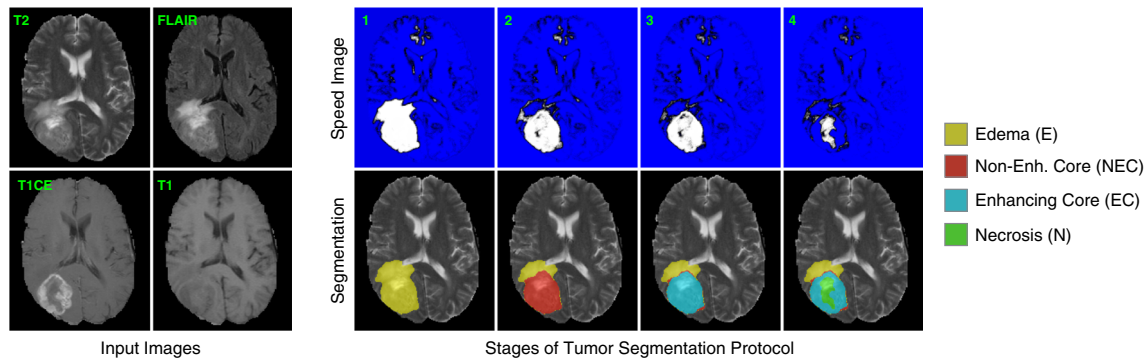 T2
FLAIR
T1CE
T1
Input Images
Speed Image
1
2
3
4
Segmentation
Stages of Tumor Segmentation Protocol
Edema (E)
Non-Enh. Core (NEC)
Enhancing Core (EC)
Necrosis (N)